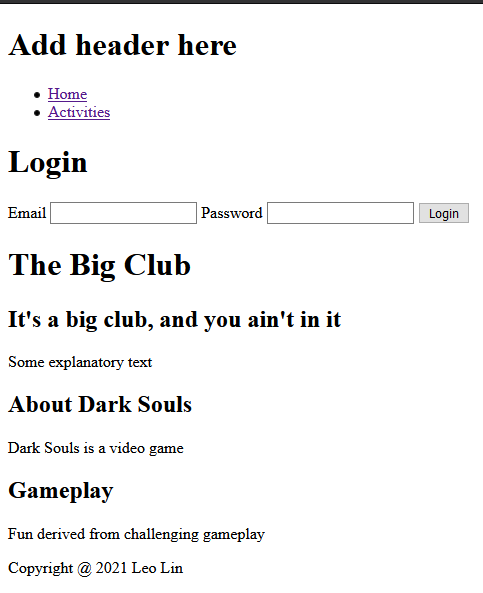 Add header here
Home
Activities
Login
Email Password Login
The Big Club
It's a big club, and you ain't in it
Some explanatory text
About Dark Souls
Dark Souls is a video game
Gameplay
Fun derived from challenging gameplay
Copyright @ 2021 Leo Lin